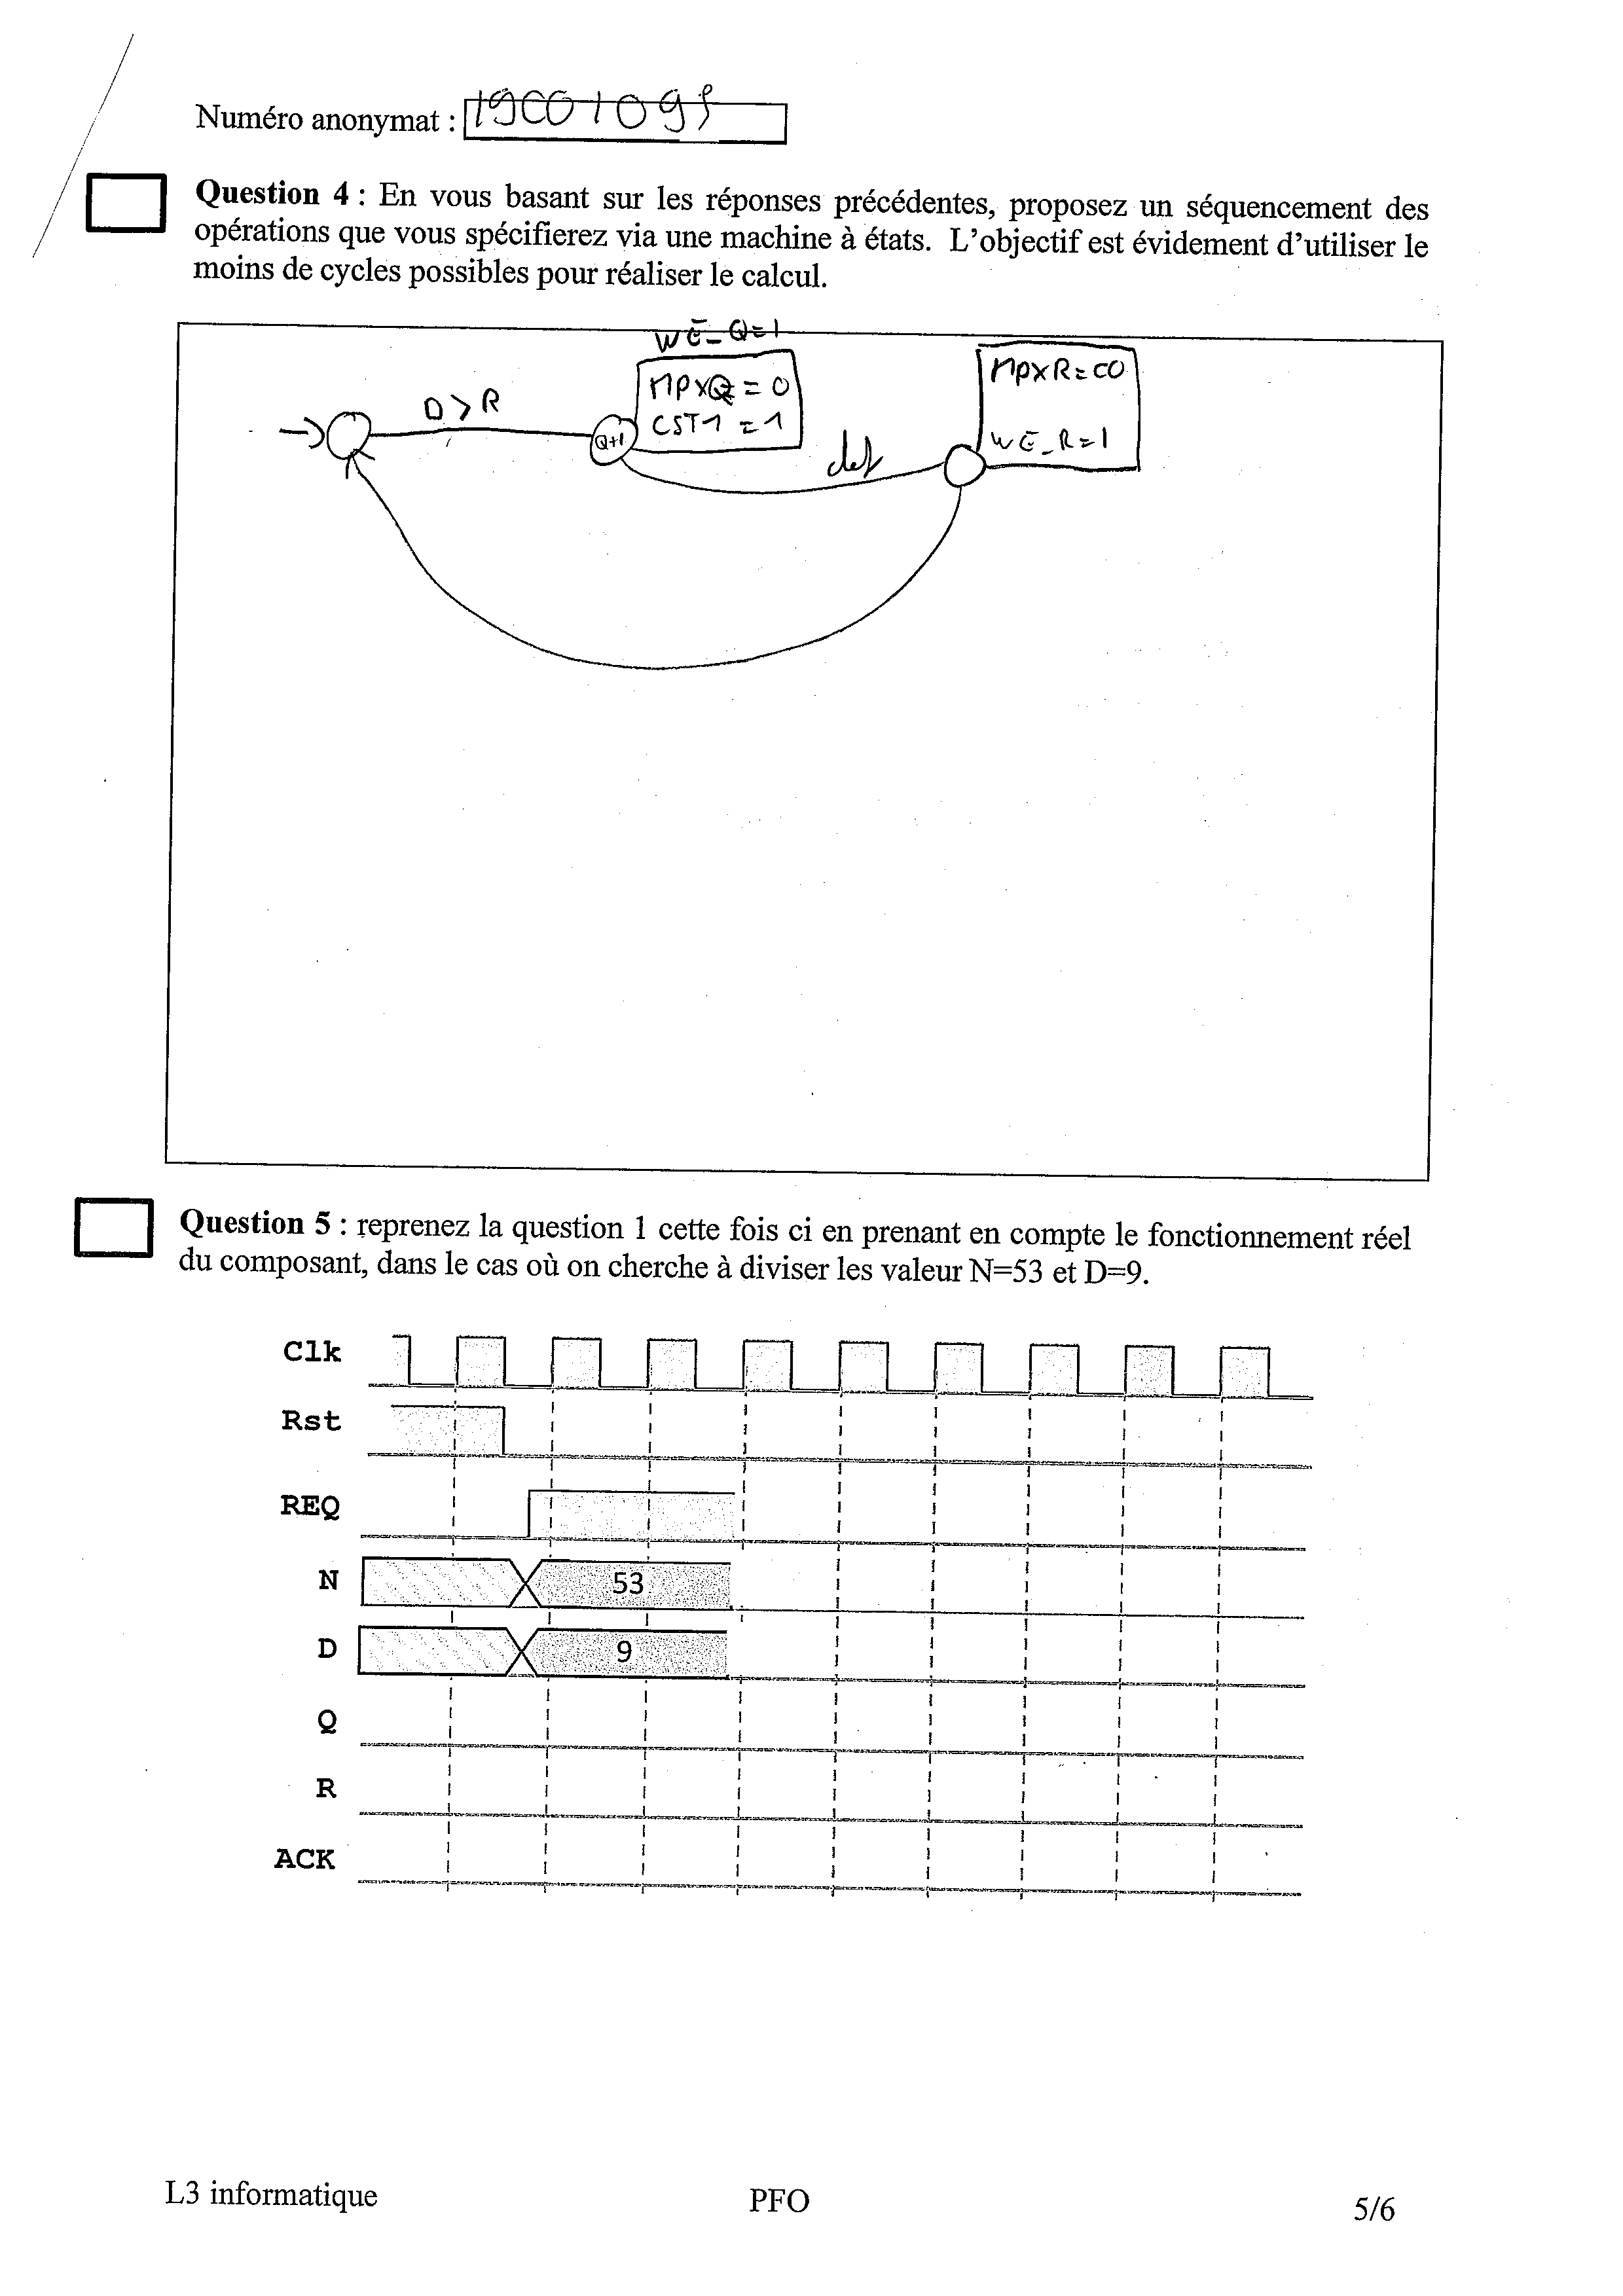 Numéro anonymat :
Question 4 : En vous basant sur les réponses précédentes, proposez un séquencement des
opérations que vous spécifierez via une machine à états. L'objectif est évidement d'utiliser le
moins de cycles possibles pour réaliser le calcul.
WE_Q=1
MPXQ = 0
CST1 = 1
D > R
Q+1
MPXR=00
WE_R=1
Question 5 : reprenez la question 1 cette fois ci en prenant en compte le fonctionnement réel
du composant, dans le cas où on cherche à diviser les valeur N=53 et D=9.
Clk
Rst
REQ
N 53
D 9
Q
R
ACK
L3 informatique PFO 5/6